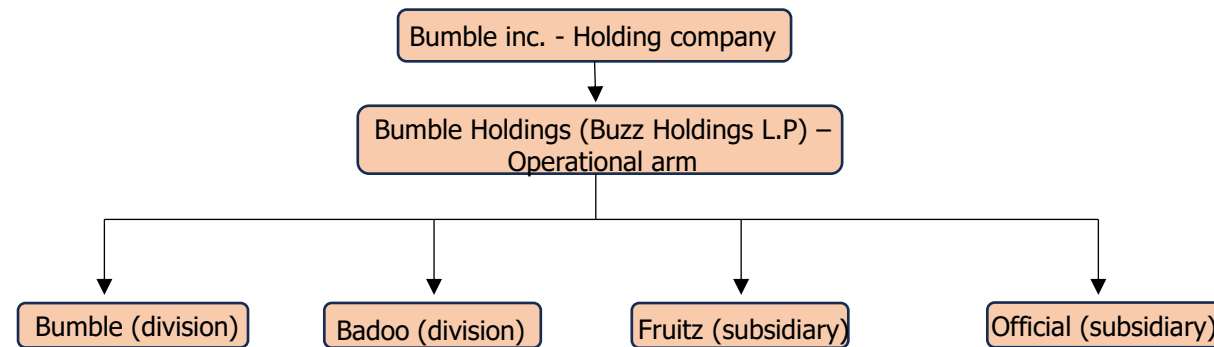 Bumble inc. - Holding company
Bumble Holdings (Buzz Holdings L.P) –
Operational arm
Bumble (division)
Badoo (division)
Fruitz (subsidiary)
Official (subsidiary)